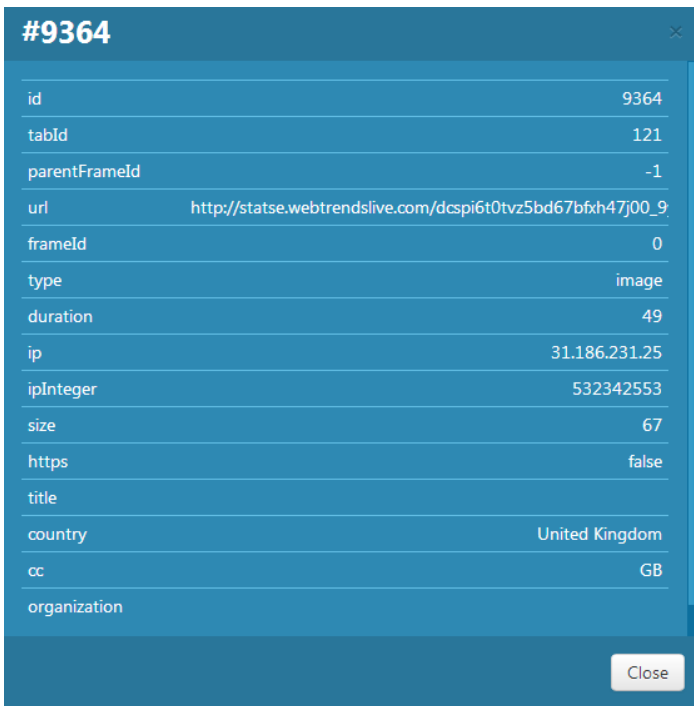 #9364
×
id 9364
tabId 121
parentFrameId -1
url http://statse.webtrendslive.com/dcspi6t0tvz5bd67bfxh47j00_9
frameId 0
type image
duration 49
ip 31.186.231.25
ipInteger 532342553
size 67
https false
title
country United Kingdom
cc GB
organization
Close